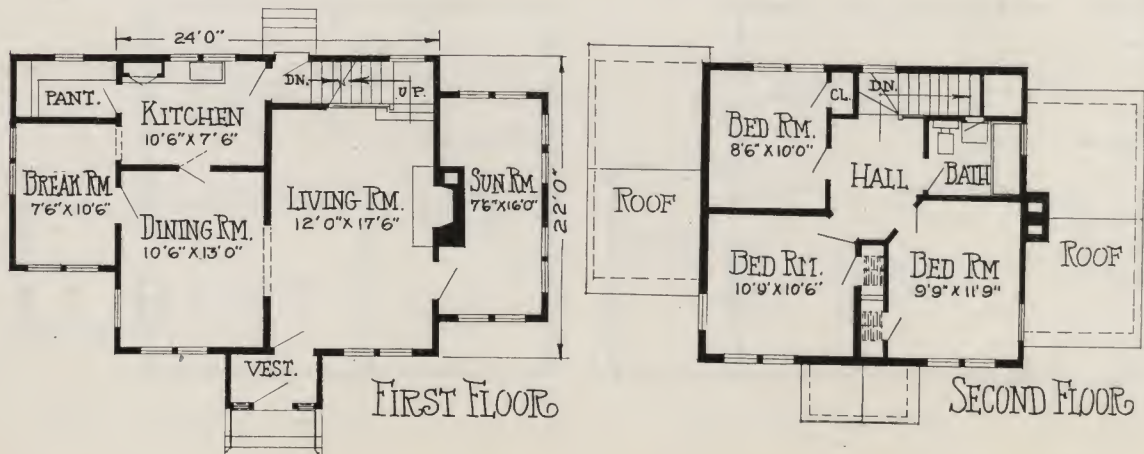 24'0"
PANT.
KITCHEN
10'6" X 7'6"
DN.
UP.
BREAK RM.
7'6" X 10'6"
DINING RM.
10'6" X 13'0"
LIVING RM.
12'0" X 17'6"
SUN RM.
7'6" X 16'0"
22'0"
VEST.
FIRST FLOOR
ROOF
BED RM.
8'6" X 10'0"
CL.
DN.
HALL
BATH
BED RM.
10'9" X 10'6"
BED RM
9'9" X 11'9"
ROOF
SECOND FLOOR